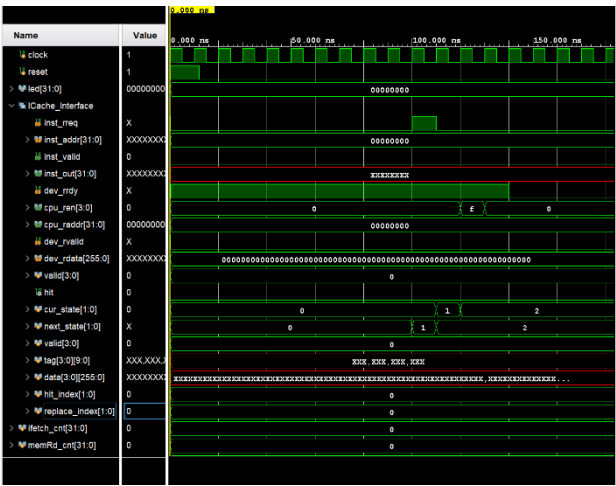 0.000 ns
Name Value 0.000 ns 50.000 ns 100.000 ns 150.000 ns
clock 1
reset 1
led[31:0] 00000000 00000000
ICache_Interface
inst_rreq X
inst_addr[31:0] XXXXXXX 00000000
inst_valid 0
inst_out[31:0] XXXXXXX XXXXXXXX
dev_rrdy X
cpu_ren[3:0] 0 0 f 0
cpu_raddr[31:0] 00000000 00000000
dev_rvalid X
dev_rdata[255:0] XXXXXXX 0000000000000000000000000000000000000000000000000000000000000000
valid[3:0] 0 0
hit 0
cur_state[1:0] 0 0 1 2
next_state[1:0] X 0 1 2
valid[3:0] 0 0
tag[3:0][9:0] XXX,XXX, XXX,XXX,XXX,XXX
data[3:0][255:0] XXXXXXX XXXXXXXXXXXXXXXXXXXXXXXXXXXXXXXXXXXXXXXXXXXXXXXXXXXXXXXXXXXXXXXX,XXXXXXXXXXXXXX...
hit_index[1:0] 0 0
replace_index[1:0] 0 0
ifetch_cnt[31:0] 0 0
memRd_cnt[31:0] 0 0